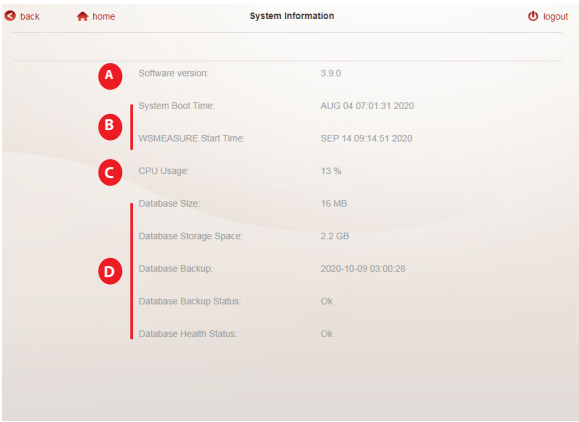 back home System Information logout
A Software version: 3.9.0
System Boot Time: AUG 04 07:01:31 2020
B
WSMEASURE Start Time: SEP 14 09:14:51 2020
C CPU Usage: 13 %
Database Size: 16 MB
Database Storage Space: 2.2 GB
D Database Backup: 2020-10-09 03:00:28
Database Backup Status: Ok
Database Health Status: Ok